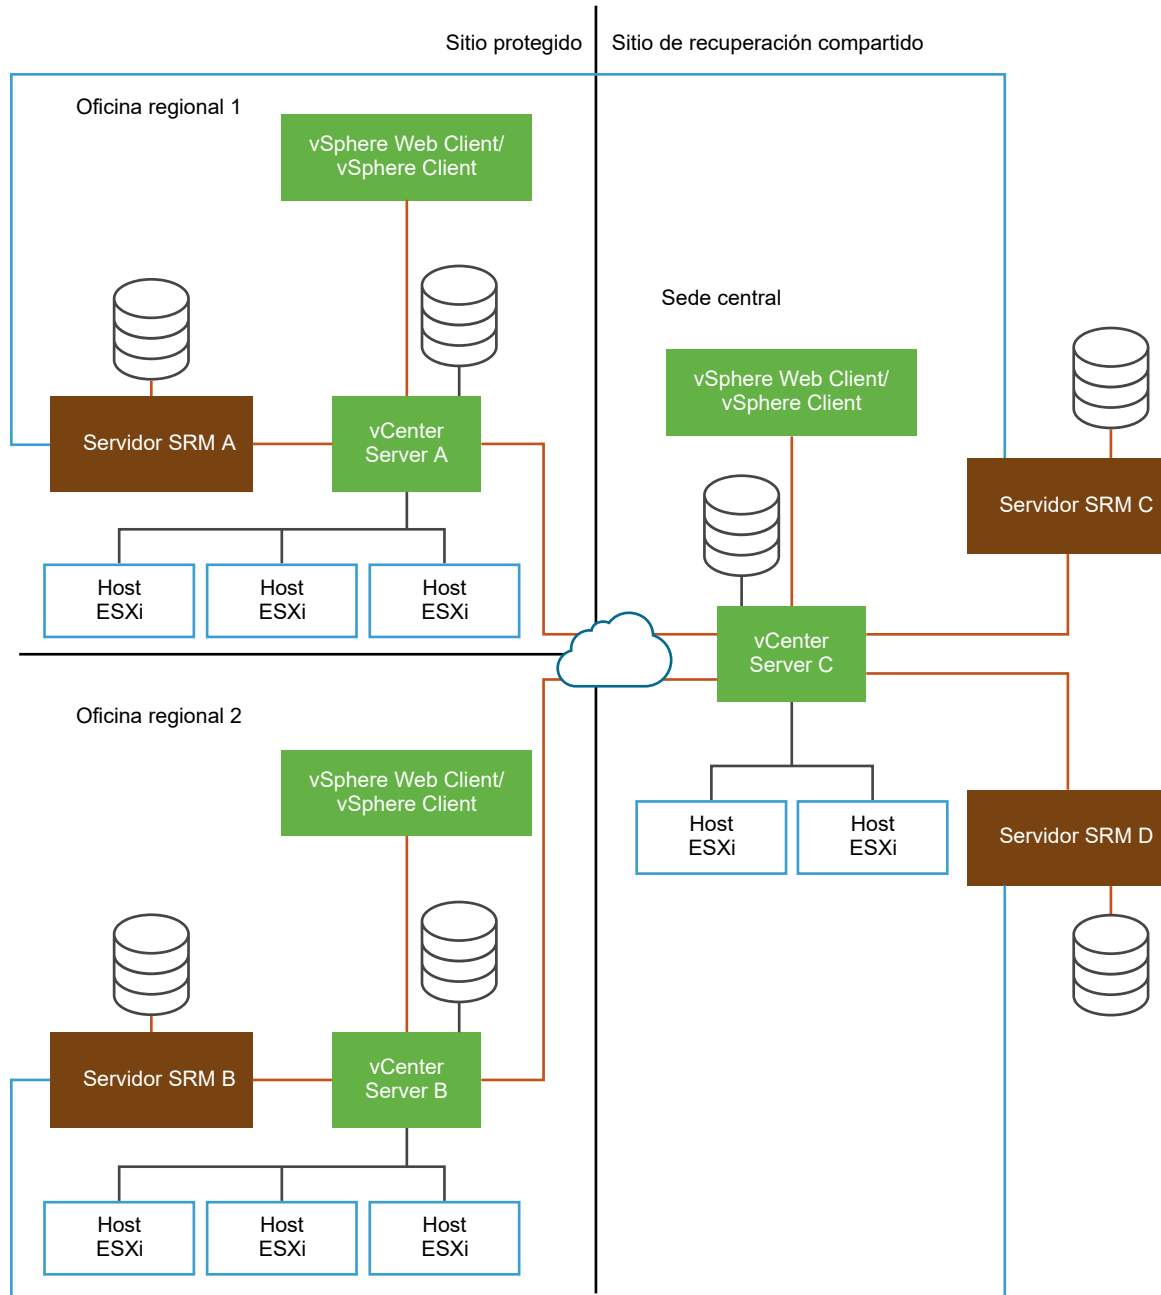 Sitio protegido
Sitio de recuperación compartido
Oficina regional 1
vSphere Web Client/
vSphere Client
Servidor SRM A
vCenter
Server A
Host
ESXi
Host
ESXi
Host
ESXi
Sede central
vSphere Web Client/
vSphere Client
Servidor SRM C
vCenter
Server C
Host
ESXi
Host
ESXi
Servidor SRM D
Oficina regional 2
vSphere Web Client/
vSphere Client
Servidor SRM B
vCenter
Server B
Host
ESXi
Host
ESXi
Host
ESXi